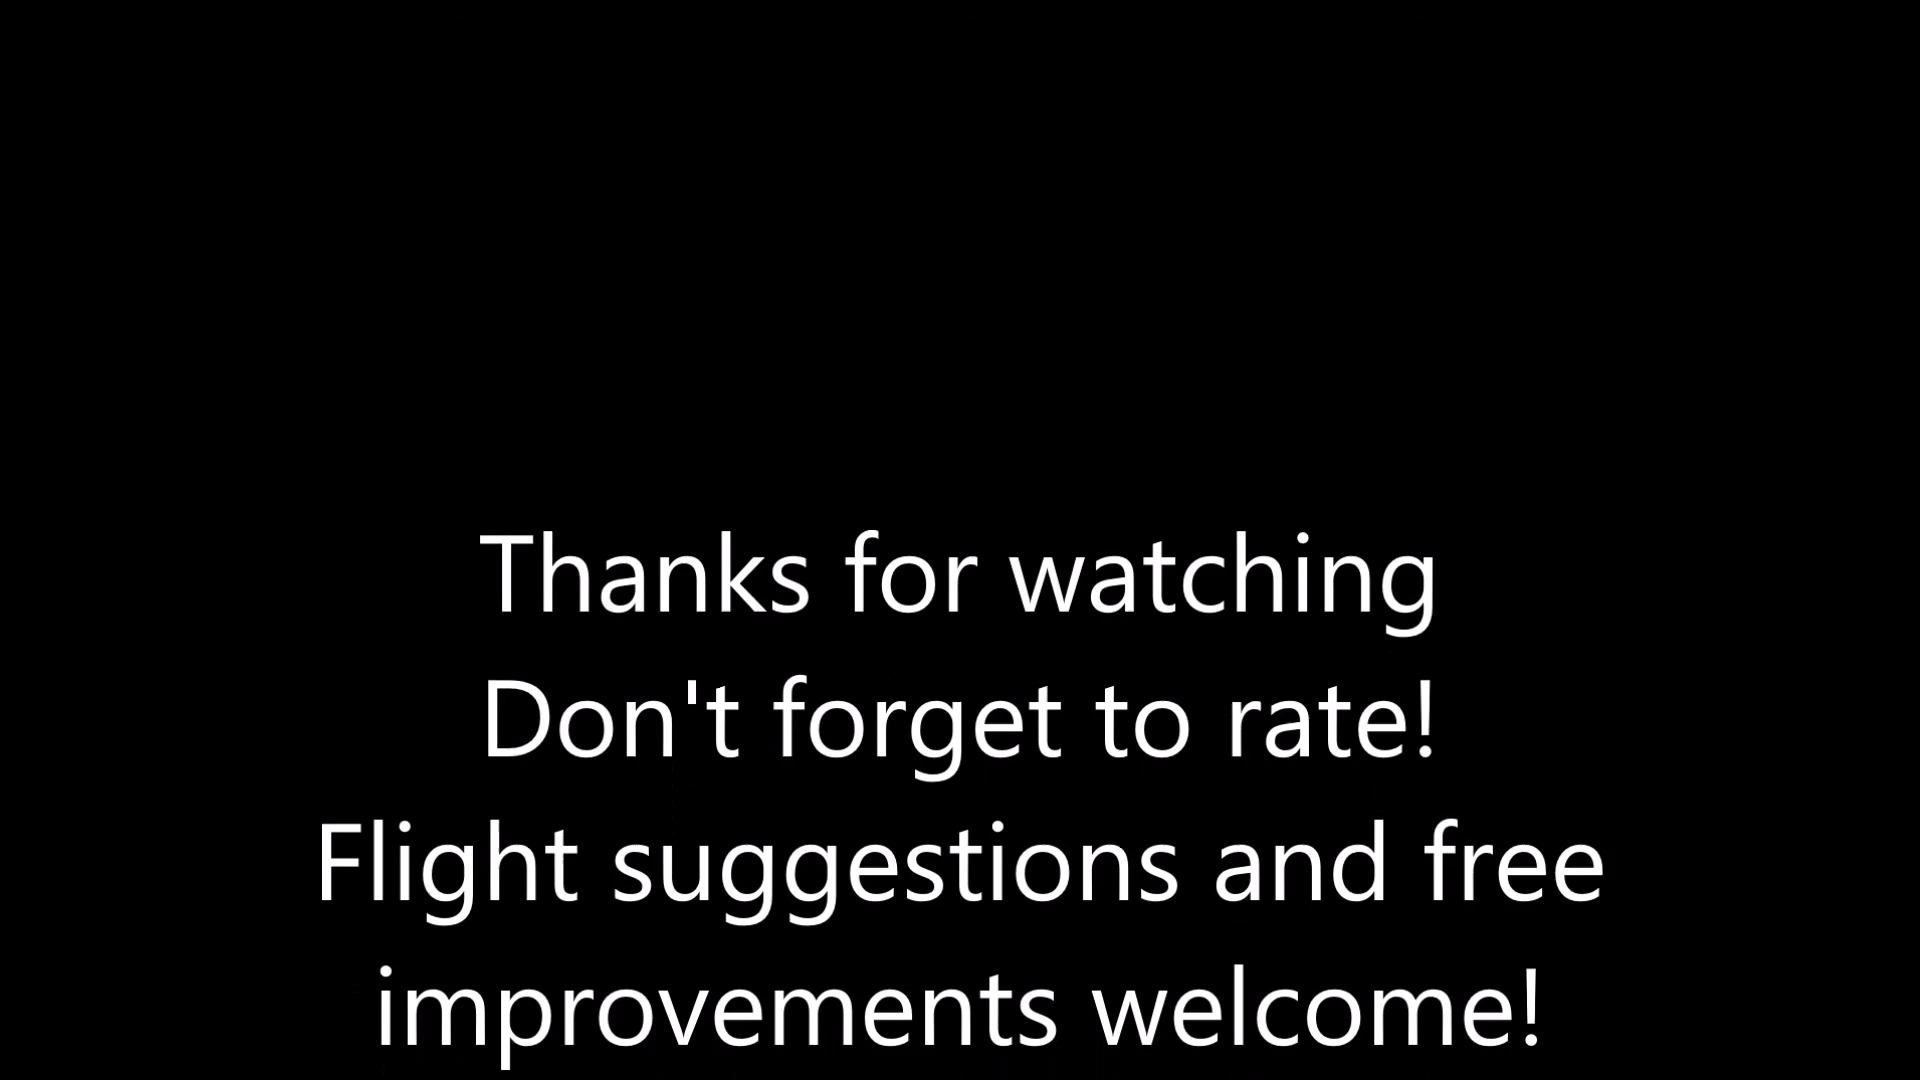 Thanks for watching
Don't forget to rate!
Flight suggestions and free
improvements welcome!